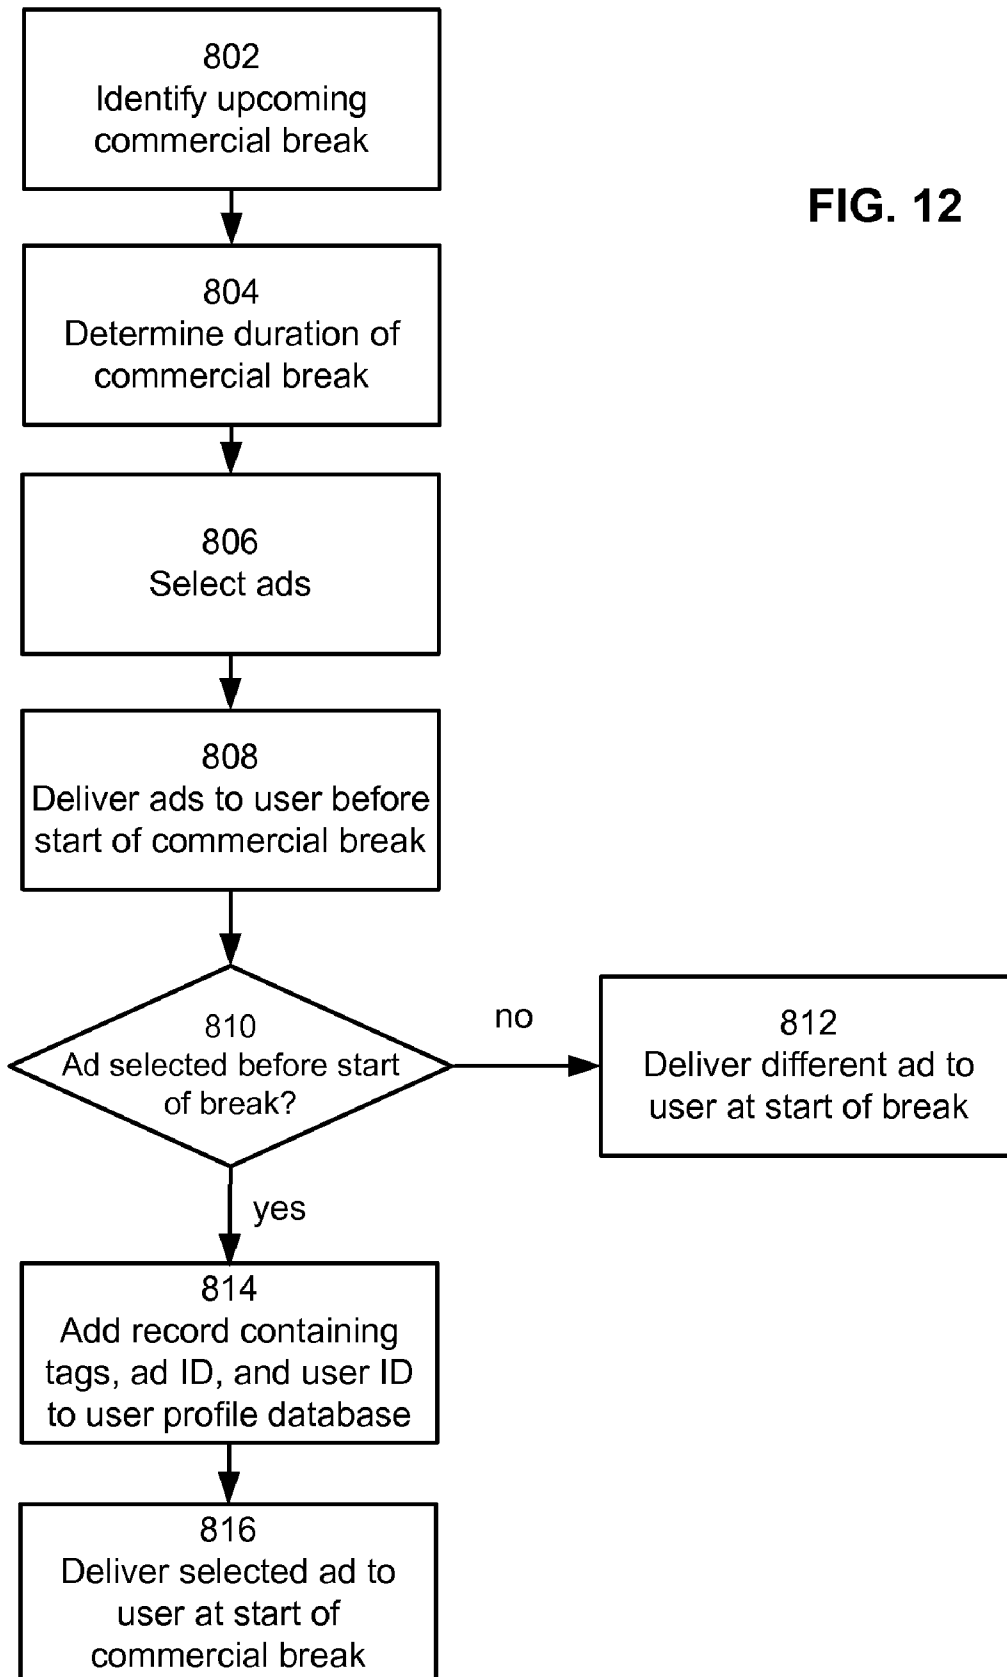 802
Identify upcoming
commercial break
FIG. 12
804
Determine duration of
commercial break
806
Select ads
808
Deliver ads to user before
start of commercial break
810
Ad selected before start
of break?
no
812
Deliver different ad to
user at start of break
yes
814
Add record containing
tags, ad ID, and user ID
to user profile database
816
Deliver selected ad to
user at start of
commercial break